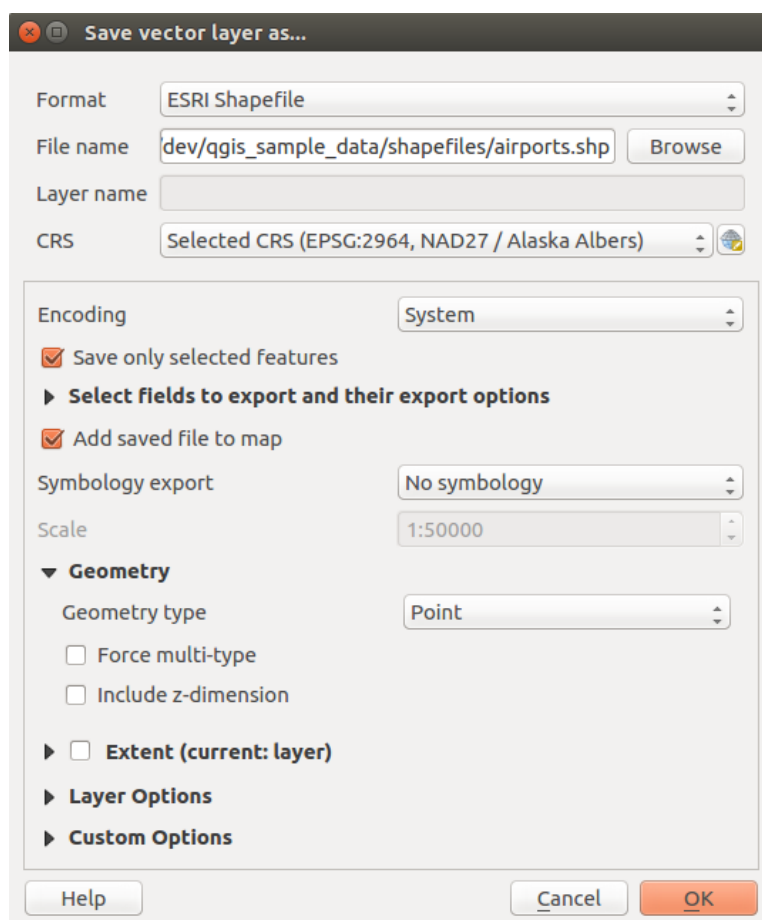 Save vector layer as...
Format ESRI Shapefile
File name /dev/qgis_sample_data/shapefiles/airports.shp Browse
Layer name
CRS Selected CRS (EPSG:2964, NAD27 / Alaska Albers)
Encoding System
Save only selected features
Select fields to export and their export options
Add saved file to map
Symbology export No symbology
Scale 1:50000
Geometry
Geometry type Point
Force multi-type
Include z-dimension
Extent (current: layer)
Layer Options
Custom Options
Help Cancel OK